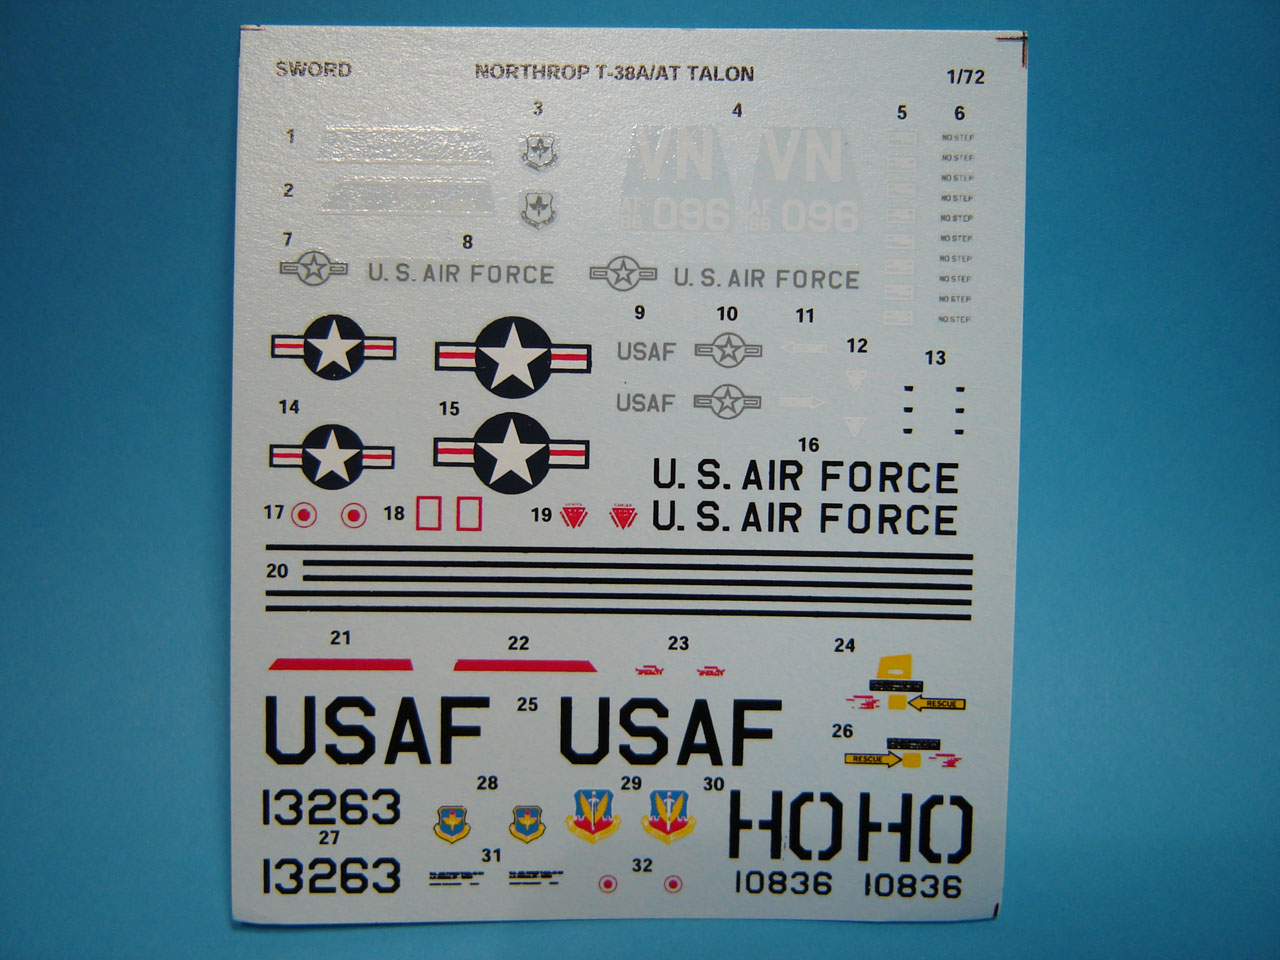 SWORD NORTHROP T-38A/AT TALON 1/72
3 4 5 6
1 VN VN NO STEP
NO STEP
NO STEP
2 NO STEP
AT 096 AT 096 NO STEP
7 8 NO STEP
U. S. AIR FORCE U. S. AIR FORCE NO STEP
NO STEP
NO STEP
9 10 11 NO STEP
USAF 12 13
USAF
14 15
16
U. S. AIR FORCE
17 18 19 U. S. AIR FORCE
20
21 22 23 24
RESCUE
USAF 25 USAF
26
RESCUE
28 29 30
13263 HO HO
27
31 32
13263 10836 10836